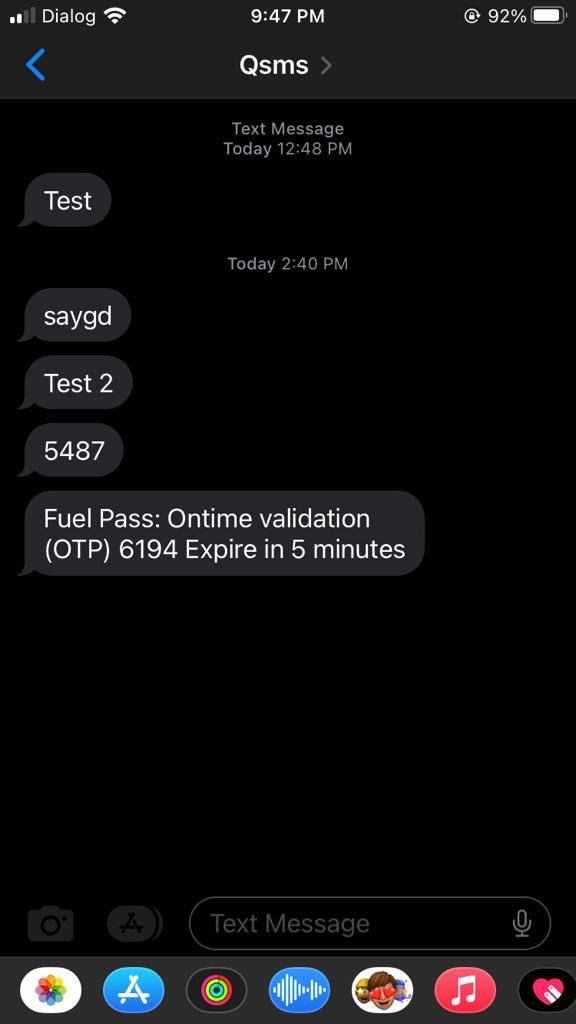 Dialog 9:47 PM 92%
Qsms
Text Message
Today 12:48 PM
Test
Today 2:40 PM
saygd
Test 2
5487
Fuel Pass: Ontime validation
(OTP) 6194 Expire in 5 minutes
Text Message